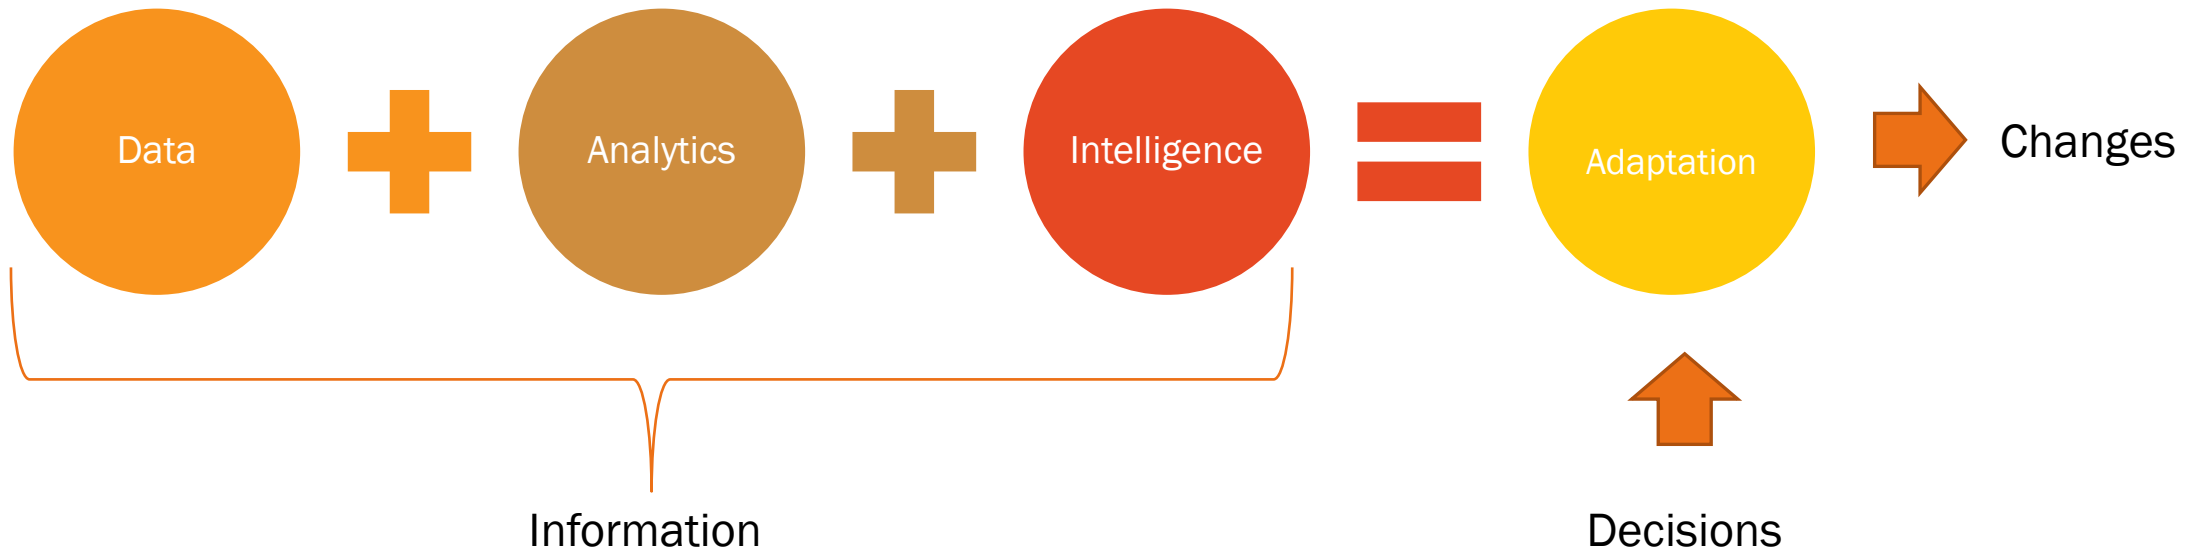 Data
Analytics
Intelligence
Adaptation
Changes
Information
Decisions